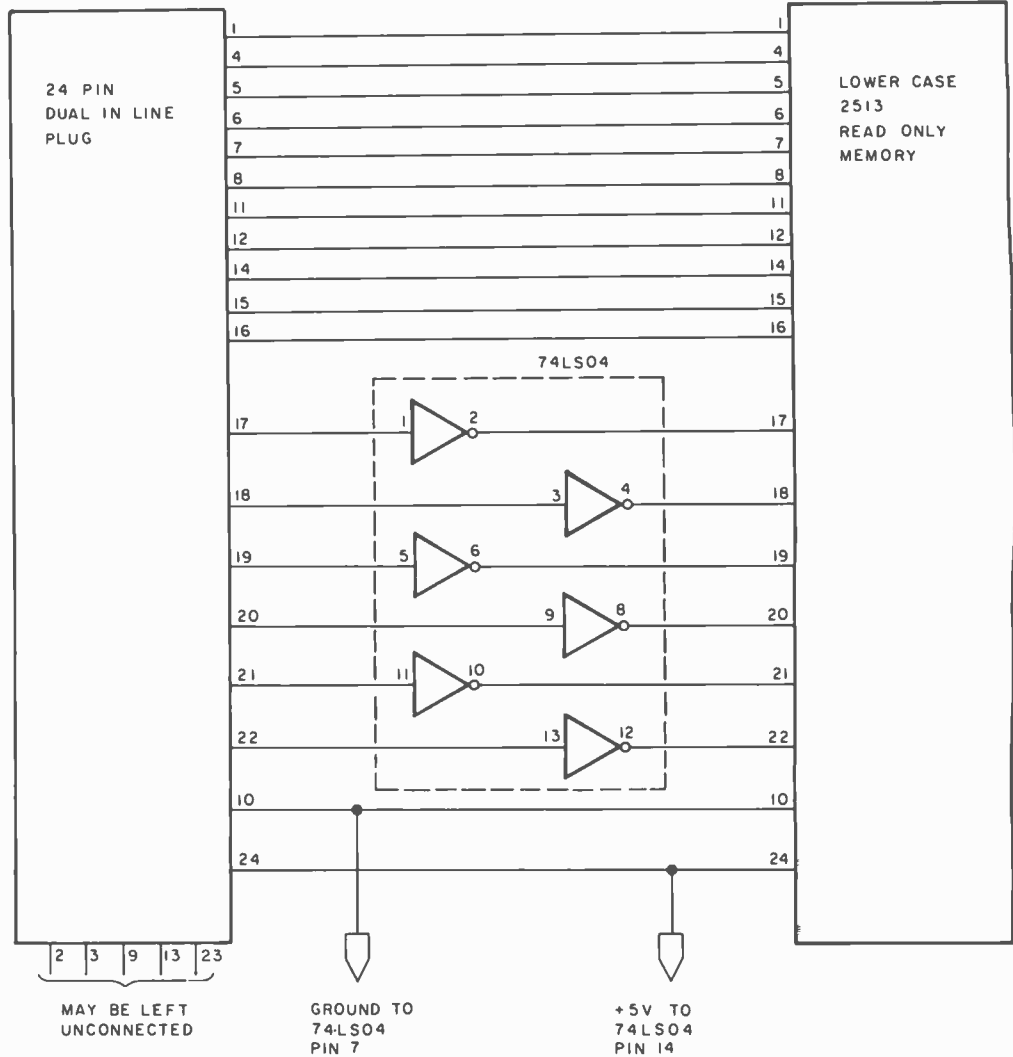 24 PIN
DUAL IN LINE
PLUG
LOWER CASE
2513
READ ONLY
MEMORY
1 1
4 4
5 5
6 6
7 7
8 8
11 11
12 12
14 14
15 15
16 16
74LS04
17 1 2 17
18 3 4 18
19 5 6 19
20 9 8 20
21 11 10 21
22 13 12 22
10 10
24 24
2 3 9 13 23
MAY BE LEFT
UNCONNECTED
GROUND TO
74LS04
PIN 7
+5V TO
74LS04
PIN 14